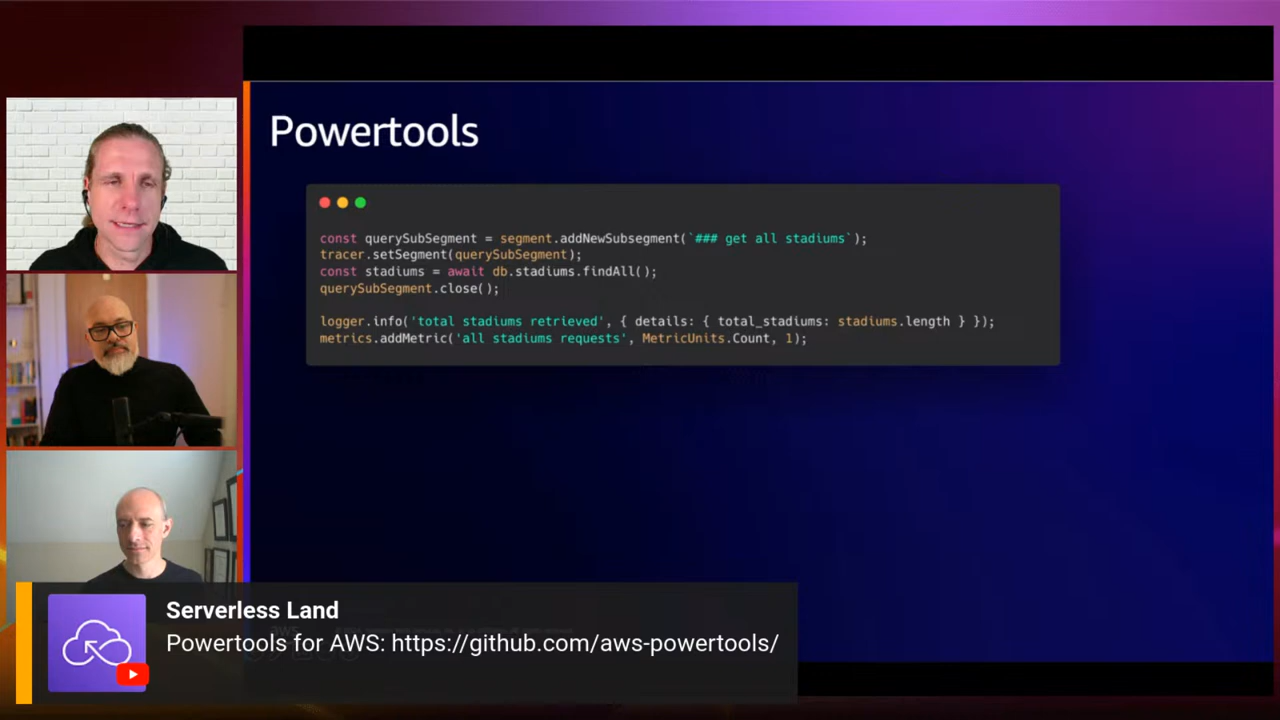 Powertools
const querySubSegment = segment.addNewSubsegment(`### get all stadiums`);
tracer.setSegment(querySubSegment);
const stadiums = await db.stadiums.findAll();
querySubSegment.close();
logger.info('total stadiums retrieved', { details: { total_stadiums: stadiums.length } });
metrics.addMetric('all stadiums requests', MetricUnits.Count, 1);
Serverless Land
Powertools for AWS: https://github.com/aws-powertools/